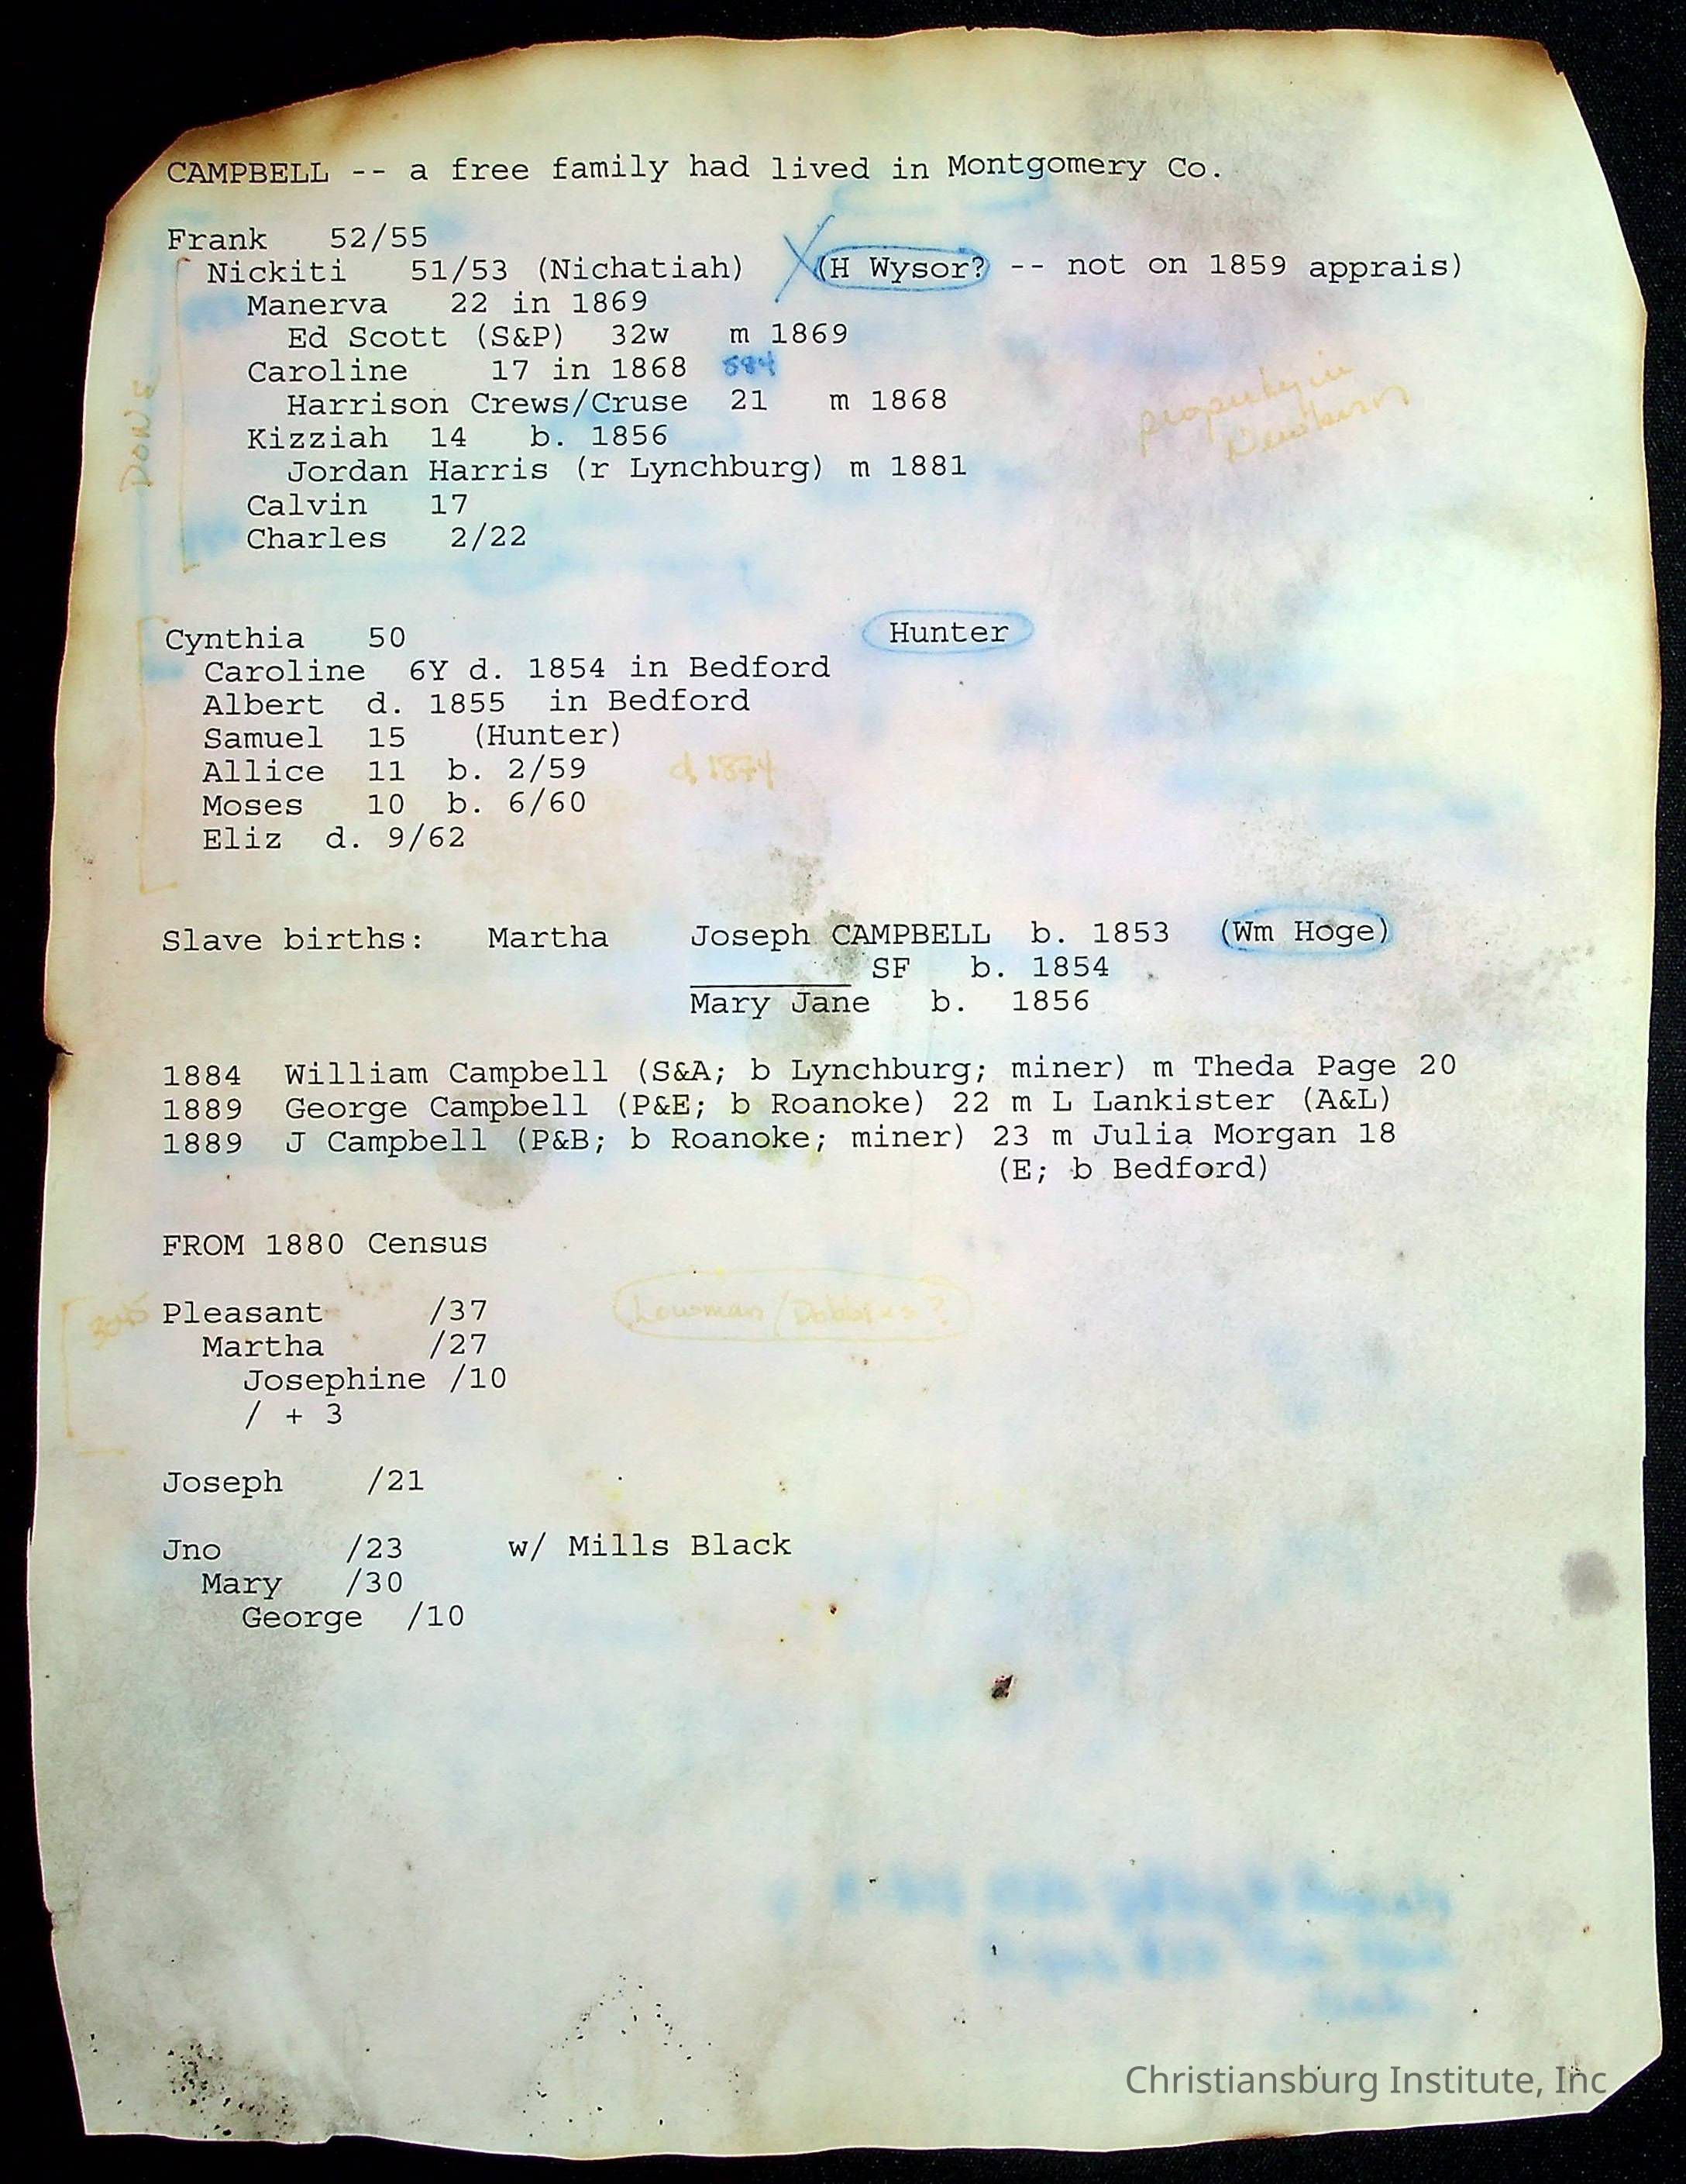 CAMPBELL -- a free family had lived in Montgomery Co.
Frank 52/55
Nickiti 51/53 (Nichatiah) (H Wysor? -- not on 1859 apprais)
Manerva 22 in 1869
Ed Scott (S&P) 32w m 1869
Caroline 17 in 1868 584
Harrison Crews/Cruse 21 m 1868
Kizziah 14 b. 1856
Jordan Harris (r Lynchburg) m 1881
Calvin 17
Charles 2/22
DONE
property in
Cynthia 50 Hunter
Caroline 6Y d. 1854 in Bedford
Albert d. 1855 in Bedford
Samuel 15 (Hunter)
Allice 11 b. 2/59 d. 1874
Moses 10 b. 6/60
Eliz d. 9/62
Slave births: Martha Joseph CAMPBELL b. 1853 (Wm Hoge)
________ SF b. 1854
Mary Jane b. 1856
1884 William Campbell (S&A; b Lynchburg; miner) m Theda Page 20
1889 George Campbell (P&E; b Roanoke) 22 m L Lankister (A&L)
1889 J Campbell (P&B; b Roanoke; miner) 23 m Julia Morgan 18
(E; b Bedford)
FROM 1880 Census
Pleasant /37
Martha /27
Josephine /10
/ + 3
Joseph /21
Jno /23 w/ Mills Black
Mary /30
George /10
Christiansburg Institute, Inc